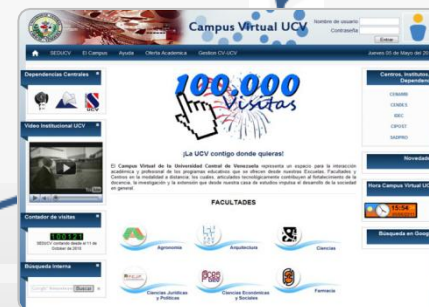 Campus Virtual UCV
Nombre de usuario
Contraseña
Entrar
SEDUCV El Campus Ayuda Oferta Academica Gestion CV-UCV
Jueves 05 de Mayo del 20
Dependencias Centrales
Video Institucional UCV
Contador de visitas
100121
SEDUCV contando desde el 11 de
October de 2010
Búsqueda Interna
Buscar
100.000
Visitas
¡La UCV contigo donde quieras!
El Campus Virtual de la Universidad Central de Venezuela representa un espacio para la interacción
académica y profesional de los programas educativos que se ofrecen desde nuestras Escuelas, Facultades y
Centros en la modalidad a distancia, los cuales, articulados tecnológicamente contribuyen al fortalecimiento de la
docencia, la investigación y la extensión que desde nuestra casa de estudios impulsa el desarrollo de la sociedad
en general.
FACULTADES
Agronomia
Arquitectura
Ciencias
Ciencias Jurídicas
y Políticas
Ciencias Económicas
y Sociales
Farmacia
Centros, Institutos
Dependenc
CENAMB
CENDES
CIPOST
SADPRO
Novedade
Hora Campus Virtual UC
15:54
Búsqueda en Goog